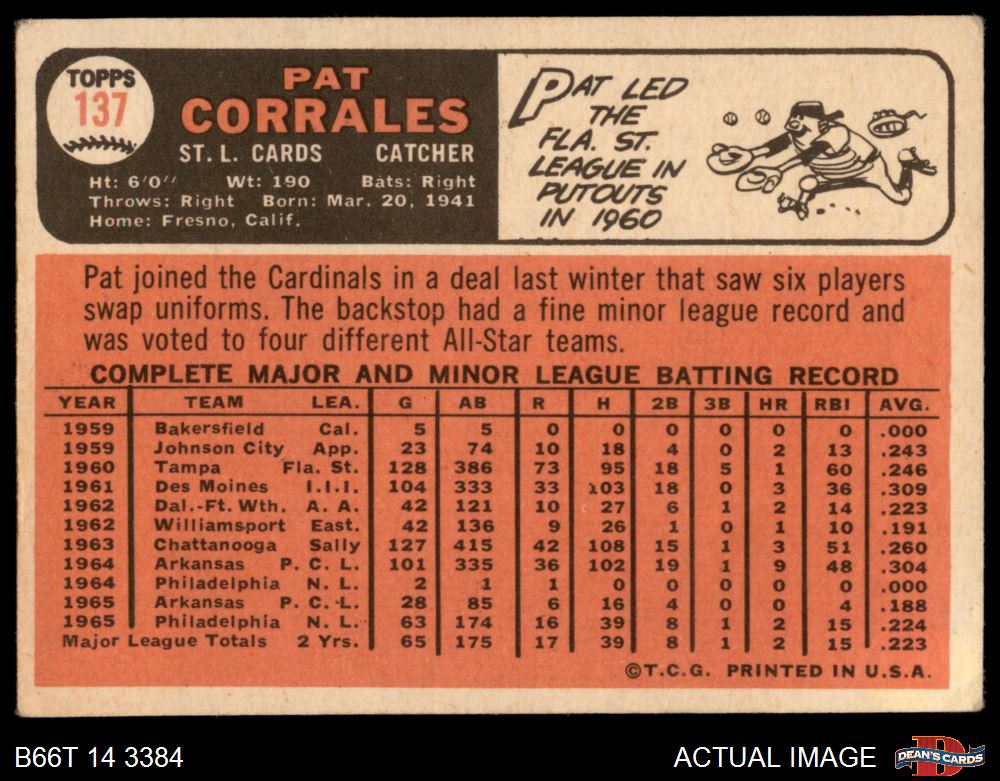 TOPPS
137
PAT
CORRALES
ST. L. CARDS CATCHER
Ht: 6'0'' Wt: 190 Bats: Right
Throws: Right Born: Mar. 20, 1941
Home: Fresno, Calif.
PAT LED
THE
FLA. ST.
LEAGUE IN
PUTOUTS
IN 1960
Pat joined the Cardinals in a deal last winter that saw six players
swap uniforms. The backstop had a fine minor league record and
was voted to four different All-Star teams.
COMPLETE MAJOR AND MINOR LEAGUE BATTING RECORD
YEAR TEAM LEA. G AB R H 2B 3B HR RBI AVG.
1959 Bakersfield Cal. 5 5 0 0 0 0 0 0 .000
1959 Johnson City App. 23 74 10 18 4 0 2 13 .243
1960 Tampa Fla. St. 128 386 73 95 18 5 1 60 .246
1961 Des Moines I.I.I. 104 333 33 103 18 0 3 36 .309
1962 Dal.-Ft. Wth. A. A. 42 121 10 27 6 1 2 14 .223
1962 Williamsport East. 42 136 9 26 1 0 1 10 .191
1963 Chattanooga Sally 127 415 42 108 15 1 3 51 .260
1964 Arkansas P. C. L. 101 335 36 102 19 1 9 48 .304
1964 Philadelphia N. L. 2 1 1 0 0 0 0 0 .000
1965 Arkansas P. C. L. 28 85 6 16 4 0 0 4 .188
1965 Philadelphia N. L. 63 174 16 39 8 1 2 15 .224
Major League Totals 2 Yrs. 65 175 17 39 8 1 2 15 .223
©T.C.G. PRINTED IN U.S.A.
B66T 14 3384 ACTUAL IMAGE
DEAN'S CARDS